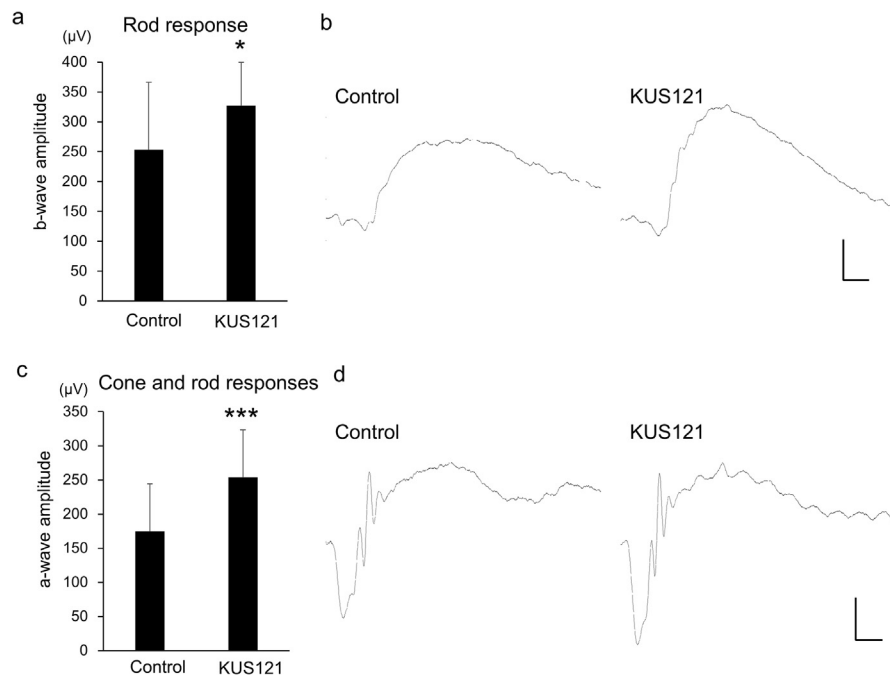 a
Rod response
(μV)
*
400
350
300
250
200
150
100
50
0
b-wave amplitude
Control
KUS121
b
Control
KUS121
c
Cone and rod responses
(μV)
***
350
300
250
200
150
100
50
0
a-wave amplitude
Control
KUS121
d
Control
KUS121